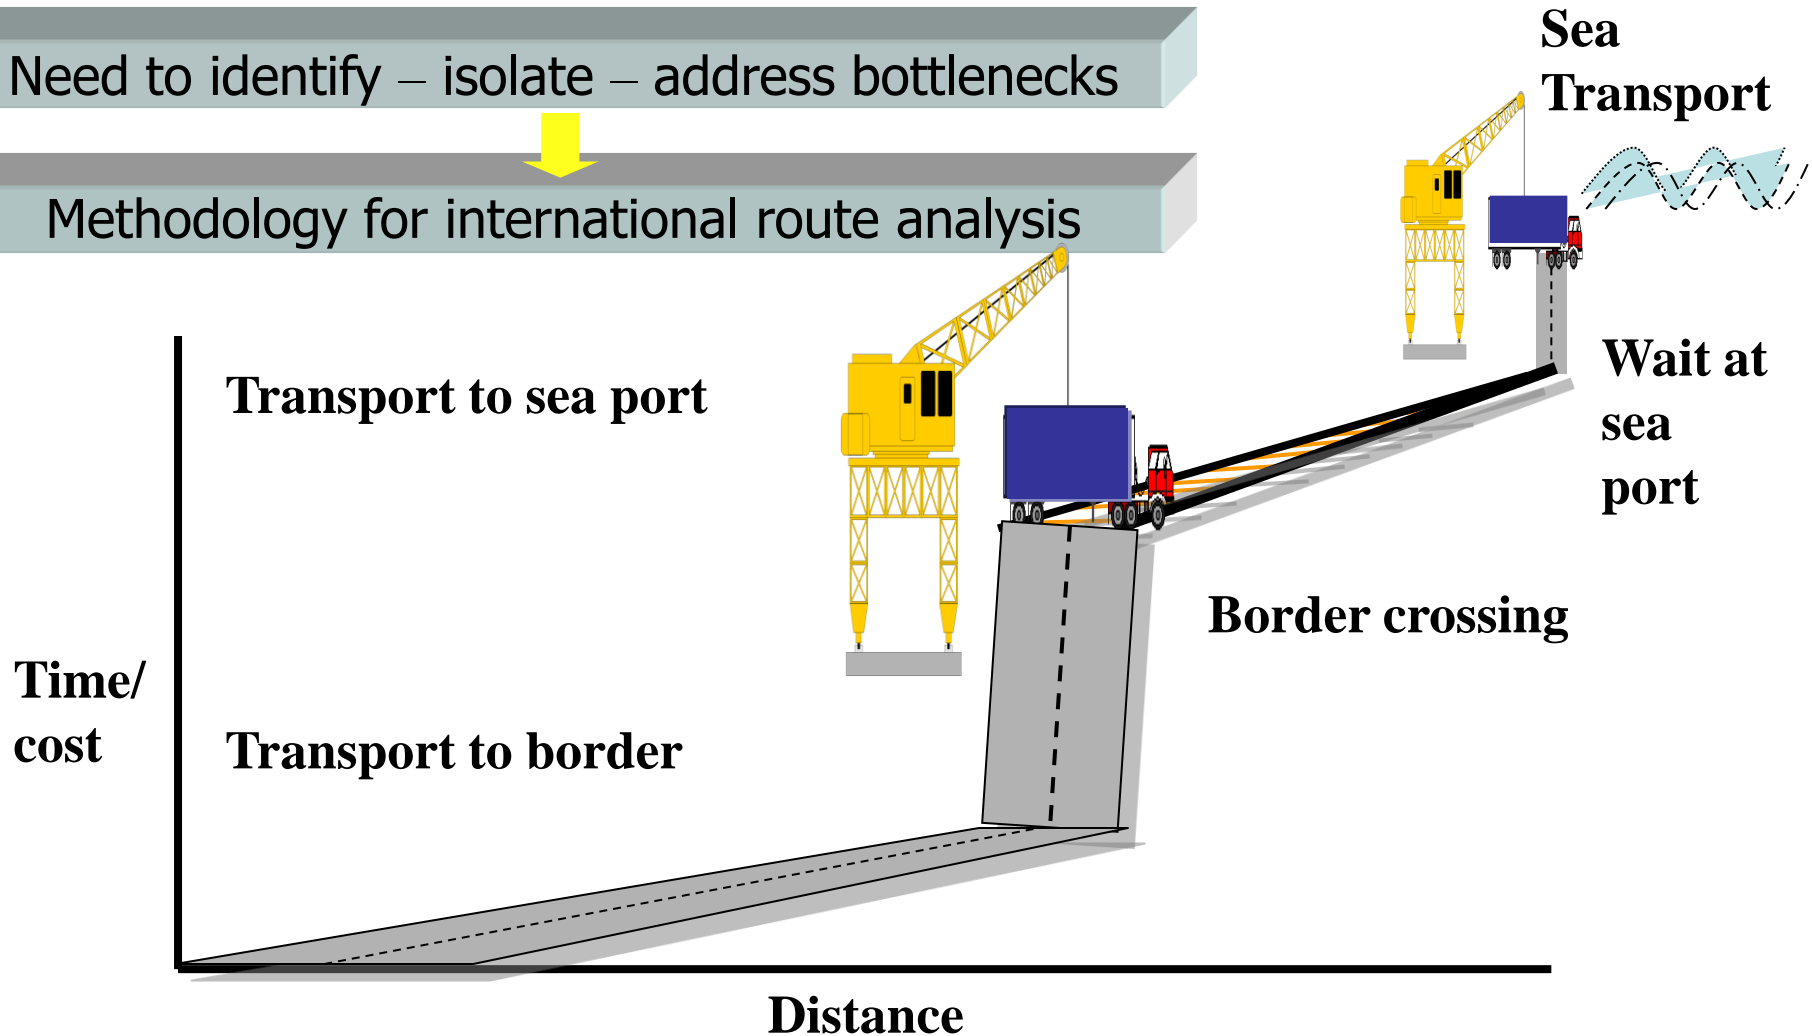 Need to identify – isolate – address bottlenecks
Methodology for international route analysis
Sea
Transport
Transport to sea port
Wait at
sea
port
Border crossing
Time/
cost
Transport to border
Distance